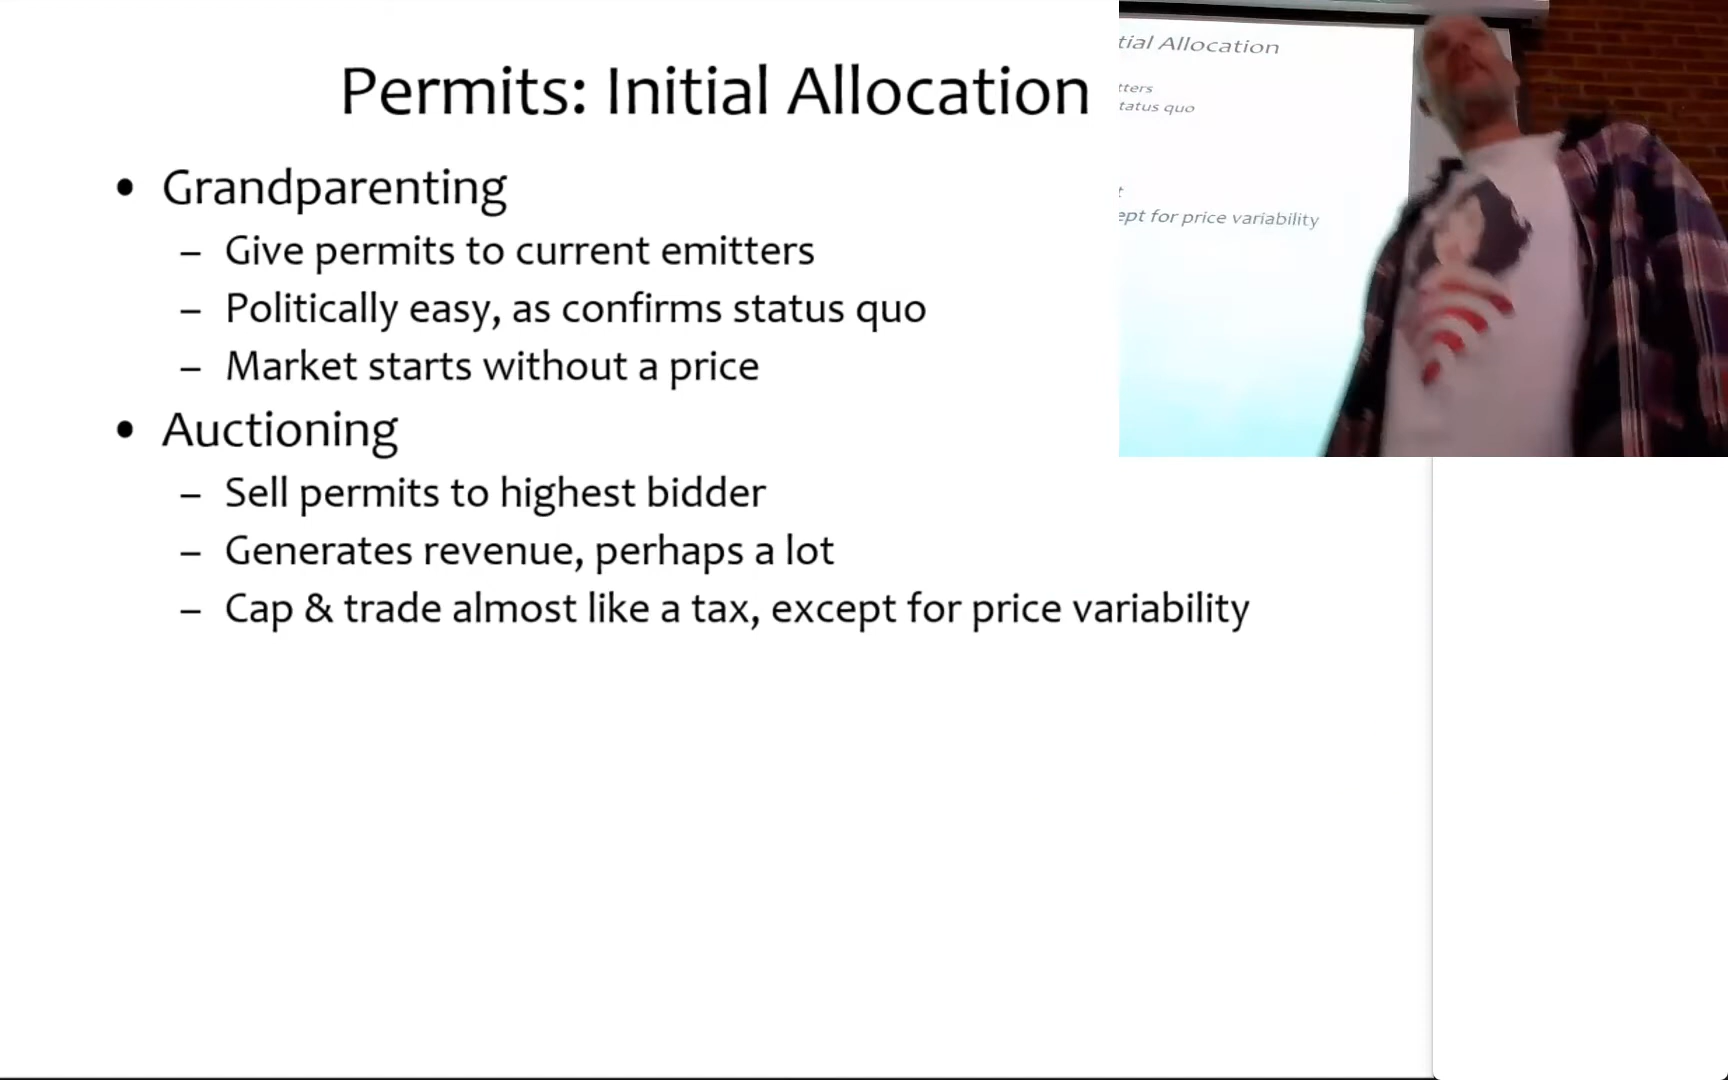 Permits: Initial Allocation
• Grandparenting
– Give permits to current emitters
– Politically easy, as confirms status quo
– Market starts without a price
• Auctioning
– Sell permits to highest bidder
– Generates revenue, perhaps a lot
– Cap & trade almost like a tax, except for price variability
tial Allocation
tters
tatus quo
t
ept for price variability